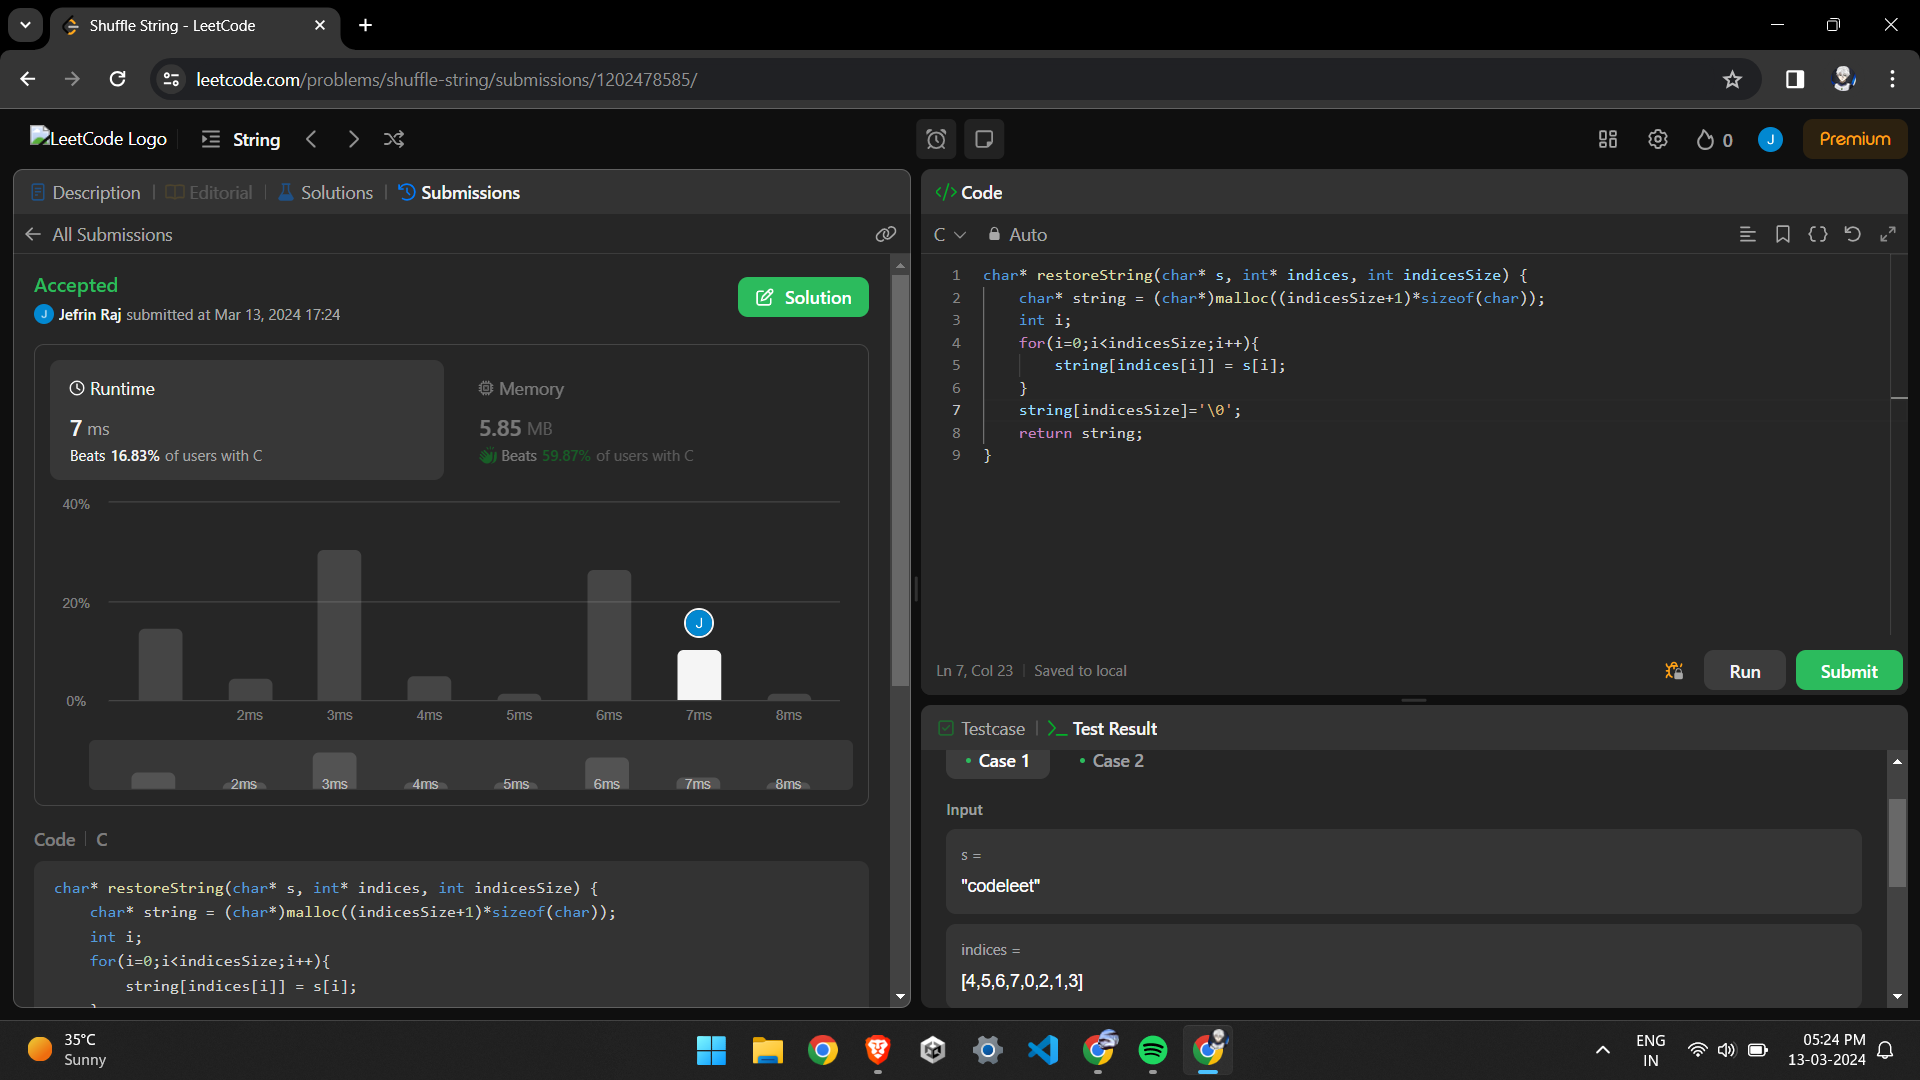 Shuffle String - LeetCode
leetcode.com/problems/shuffle-string/submissions/1202478585/
LeetCode Logo String 0 J Premium
Description Editorial Solutions Submissions
All Submissions
Accepted
J Jefrin Raj submitted at Mar 13, 2024 17:24
Solution
Runtime
7 ms
Beats 16.83% of users with C
Memory
5.85 MB
Beats 59.87% of users with C
40%
20%
J
0%
2ms 3ms 4ms 5ms 6ms 7ms 8ms
2ms 3ms 4ms 5ms 6ms 7ms 8ms
Code C
char* restoreString(char* s, int* indices, int indicesSize) {
char* string = (char*)malloc((indicesSize+1)*sizeof(char));
int i;
for(i=0;i<indicesSize;i++){
string[indices[i]] = s[i];
</> Code
C Auto
1 char* restoreString(char* s, int* indices, int indicesSize) {
2 char* string = (char*)malloc((indicesSize+1)*sizeof(char));
3 int i;
4 for(i=0;i<indicesSize;i++){
5 string[indices[i]] = s[i];
6 }
7 string[indicesSize]='\0';
8 return string;
9 }
Ln 7, Col 23 Saved to local
Run Submit
Testcase >_ Test Result
• Case 1 • Case 2
Input
s =
"codeleet"
indices =
[4,5,6,7,0,2,1,3]
35°C
Sunny
ENG
IN
05:24 PM
13-03-2024